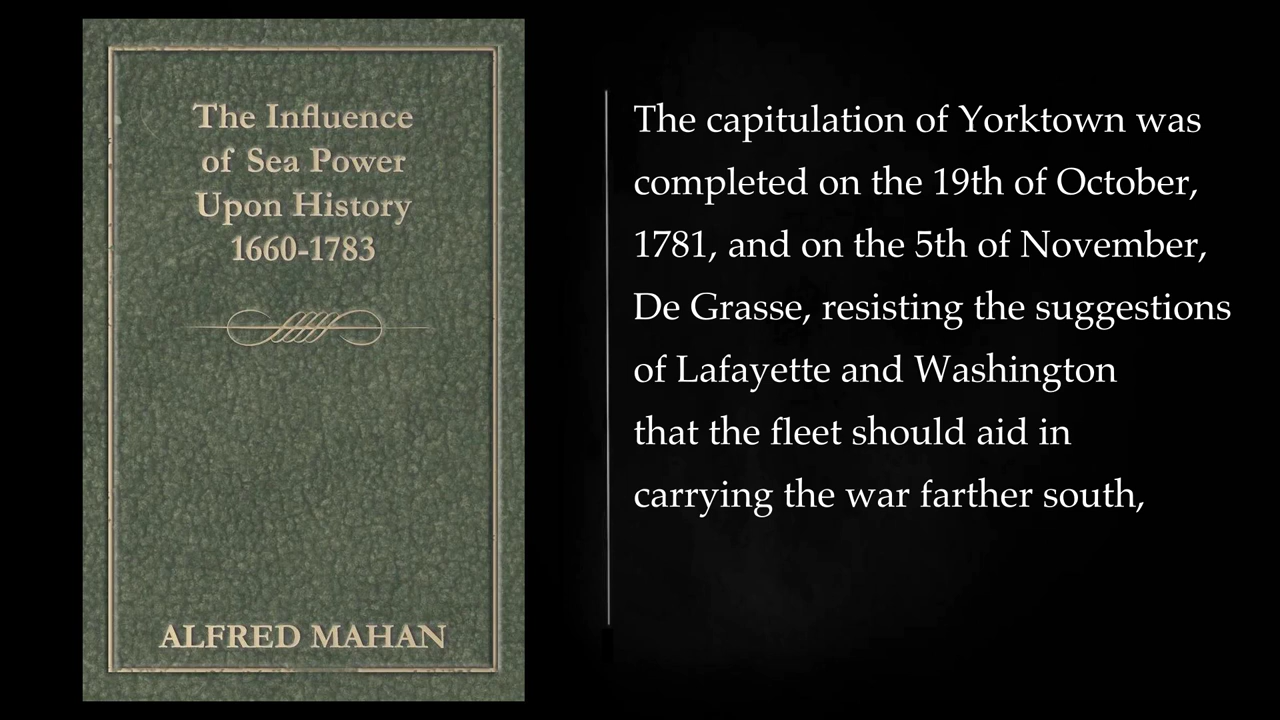 The Influence
of Sea Power
Upon History
1660-1783
ALFRED MAHAN
The capitulation of Yorktown was
completed on the 19th of October,
1781, and on the 5th of November,
De Grasse, resisting the suggestions
of Lafayette and Washington
that the fleet should aid in
carrying the war farther south,